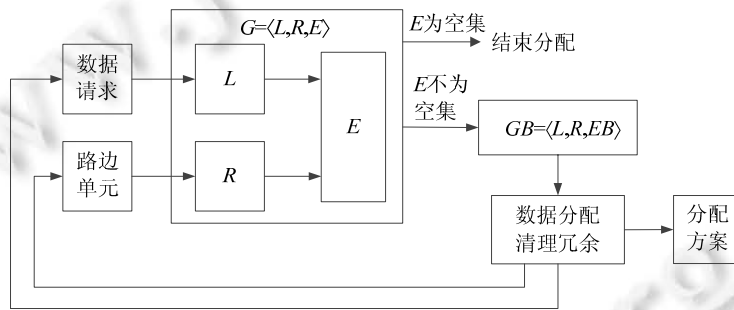 G=⟨L,R,E⟩
E为空集
结束分配
数据
请求
L
E
E不为
空集
GB=⟨L,R,EB⟩
路边
单元
R
数据分配
清理冗余
分配
方案